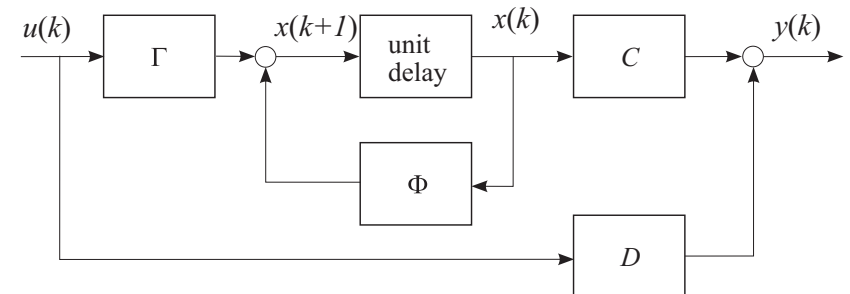 u(k)
Γ
x(k+1)
unit
delay
x(k)
C
y(k)
Φ
D